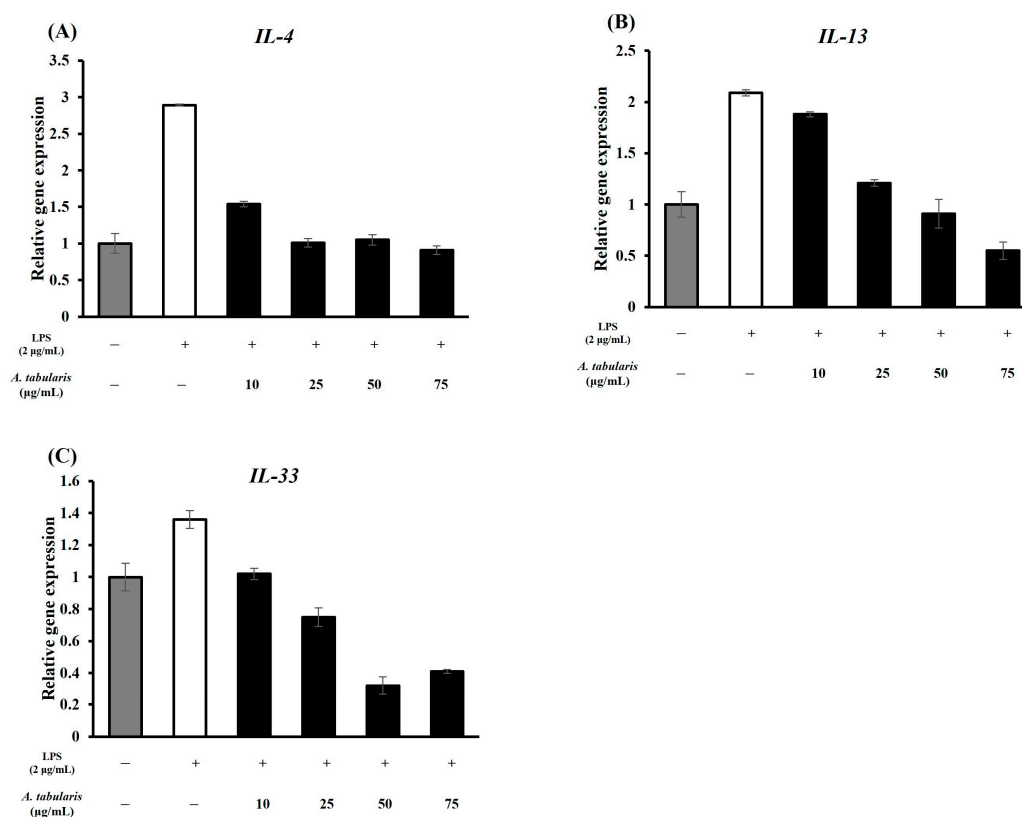 (A)
IL-4
Relative gene expression
4
3.5
3
2.5
2
1.5
1
0.5
0
LPS
(2 µg/mL)
– + + + + +
A. tabularis
(µg/mL)
– – 10 25 50 75
(B)
IL-13
Relative gene expression
2.5
2
1.5
1
0.5
0
LPS
(2 µg/mL)
– + + + + +
A. tabularis
(µg/mL)
– – 10 25 50 75
(C)
IL-33
Relative gene expression
1.6
1.4
1.2
1
0.8
0.6
0.4
0.2
0
LPS
(2 µg/mL)
– + + + + +
A. tabularis
(µg/mL)
– – 10 25 50 75